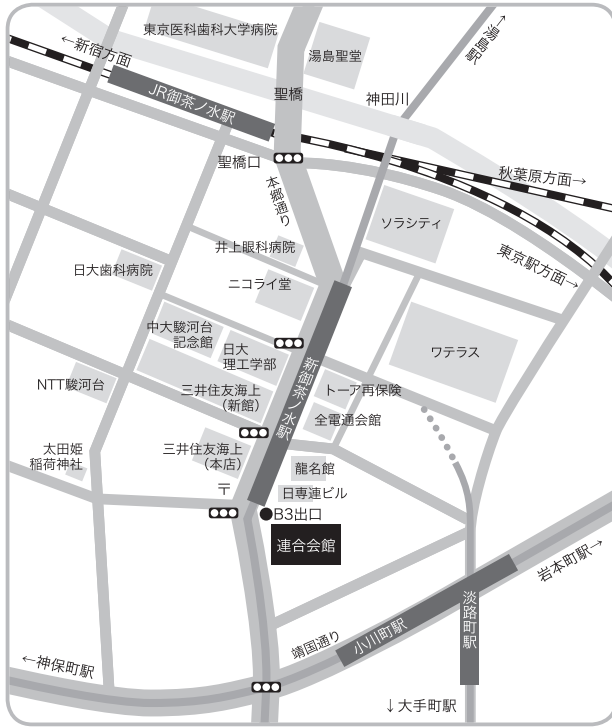 東京医科歯科大学病院
湯島聖堂
↑湯島駅
←新宿方面
JR御茶ノ水駅
聖橋
神田川
聖橋口
秋葉原方面→
本郷通り
ソラシティ
東京駅方面→
井上眼科病院
日大歯科病院
ニコライ堂
中大駿河台
記念館
日大
理工学部
ワテラス
新御茶ノ水駅
NTT駿河台
三井住友海上
(新館)
トーア再保険
全電通会館
太田姫
稲荷神社
三井住友海上
(本店)
龍名館
〒
日専連ビル
B3出口
連合会館
岩本町駅→
淡路町駅
小川町駅
靖国通り
←神保町駅
↓大手町駅